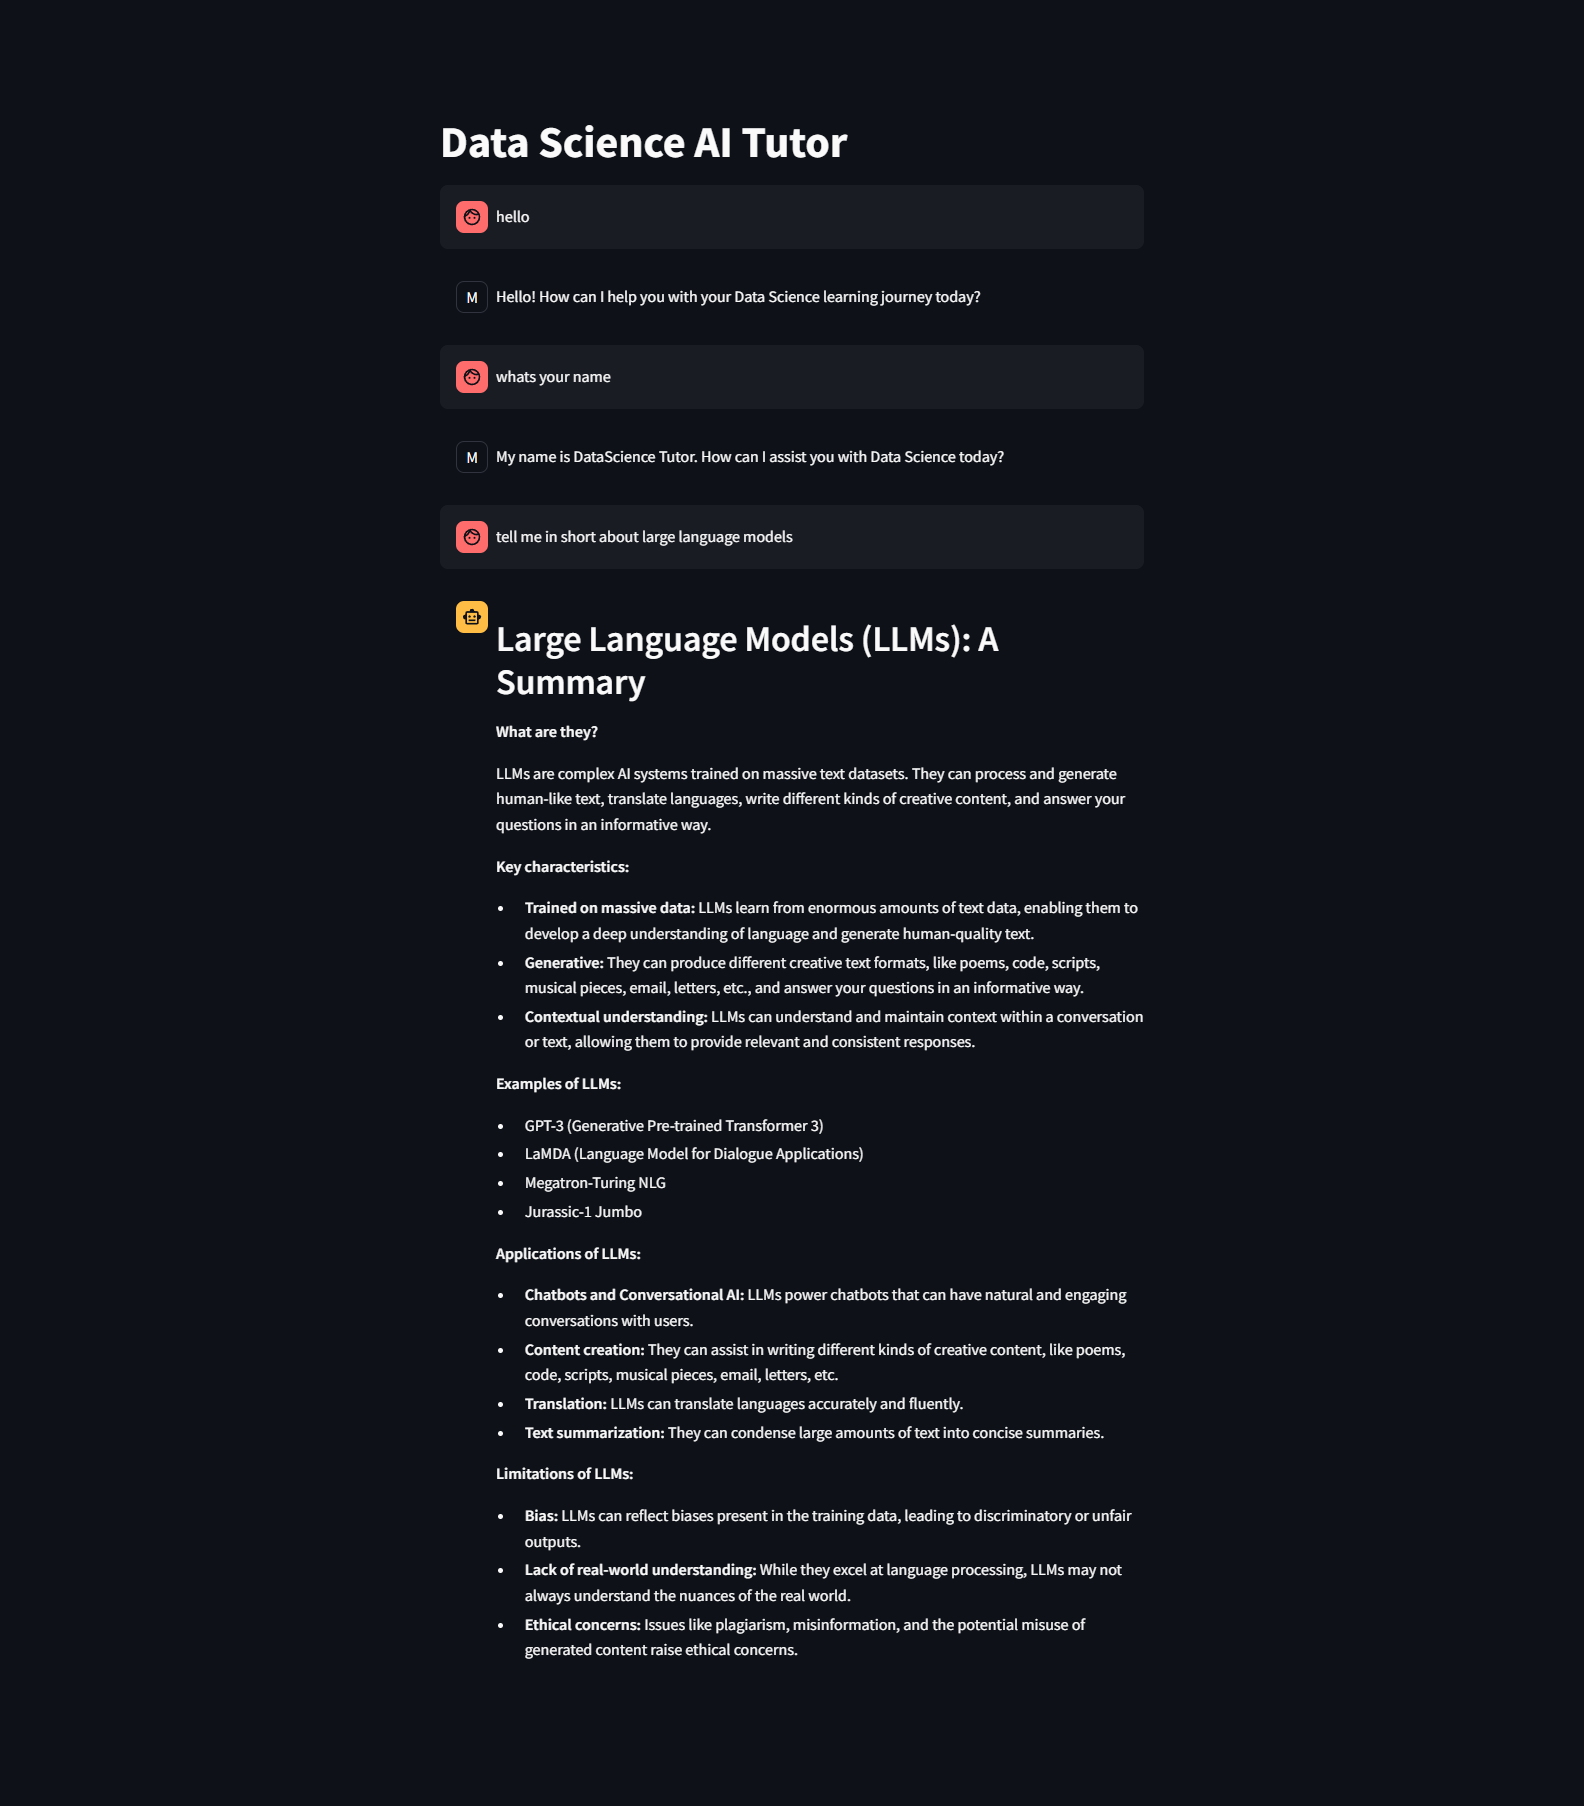 Data Science AI Tutor
hello
M
Hello! How can I help you with your Data Science learning journey today?
whats your name
M
My name is DataScience Tutor. How can I assist you with Data Science today?
tell me in short about large language models
Large Language Models (LLMs): A
Summary
What are they?
LLMs are complex AI systems trained on massive text datasets. They can process and generate
human-like text, translate languages, write different kinds of creative content, and answer your
questions in an informative way.
Key characteristics:
• Trained on massive data: LLMs learn from enormous amounts of text data, enabling them to
develop a deep understanding of language and generate human-quality text.
• Generative: They can produce different creative text formats, like poems, code, scripts,
musical pieces, email, letters, etc., and answer your questions in an informative way.
• Contextual understanding: LLMs can understand and maintain context within a conversation
or text, allowing them to provide relevant and consistent responses.
Examples of LLMs:
• GPT-3 (Generative Pre-trained Transformer 3)
• LaMDA (Language Model for Dialogue Applications)
• Megatron-Turing NLG
• Jurassic-1 Jumbo
Applications of LLMs:
• Chatbots and Conversational AI: LLMs power chatbots that can have natural and engaging
conversations with users.
• Content creation: They can assist in writing different kinds of creative content, like poems,
code, scripts, musical pieces, email, letters, etc.
• Translation: LLMs can translate languages accurately and fluently.
• Text summarization: They can condense large amounts of text into concise summaries.
Limitations of LLMs:
• Bias: LLMs can reflect biases present in the training data, leading to discriminatory or unfair
outputs.
• Lack of real-world understanding: While they excel at language processing, LLMs may not
always understand the nuances of the real world.
• Ethical concerns: Issues like plagiarism, misinformation, and the potential misuse of
generated content raise ethical concerns.